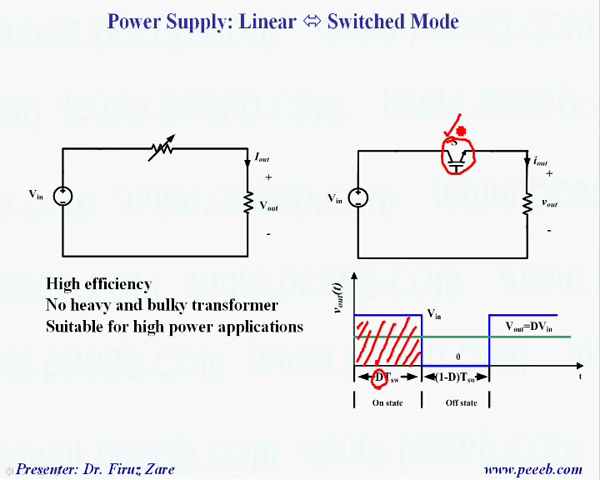 Power Supply: Linear ⇔ Switched Mode
Vin
Iout
+
Vout
-
Vin
S
iout
+
vout
-
High efficiency
No heavy and bulky transformer
Suitable for high power applications
vout(t)
Vin
Vout=DVin
0
DTsw
(1-D)Tsw
t
On state
Off state
Presenter: Dr. Firuz Zare
www.peeeb.com